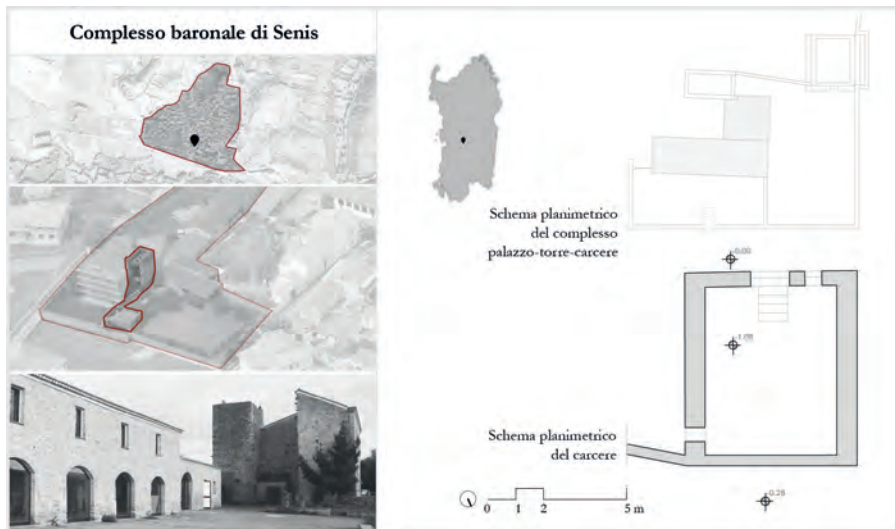 Complesso baronale di Senis
Schema planimetrico
del complesso
palazzo-torre-carcere
0.00
-1.08
Schema planimetrico
del carcere
0 1 2 5 m
0.28